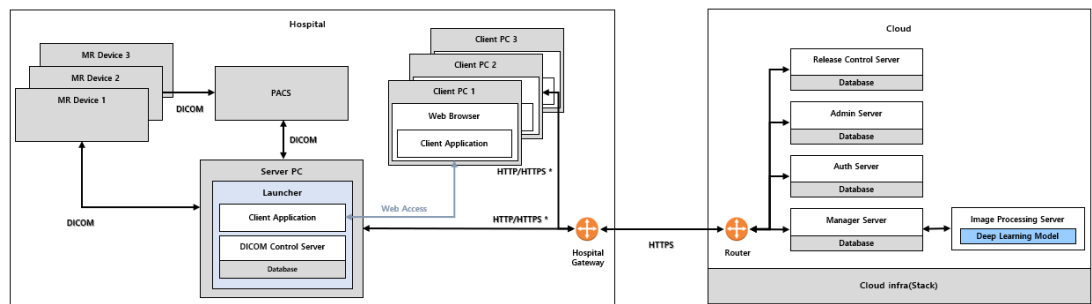 Hospital
MR Device 3
MR Device 2
MR Device 1
DICOM
PACS
DICOM
DICOM
Server PC
Launcher
Client Application
DICOM Control Server
Database
Client PC 3
Client PC 2
Client PC 1
Web Browser
Client Application
Web Access
HTTP/HTTPS *
HTTP/HTTPS *
Hospital
Gateway
HTTPS
Cloud
Release Control Server
Database
Admin Server
Database
Auth Server
Database
Manager Server
Database
Image Processing Server
Deep Learning Model
Router
Cloud infra(Stack)